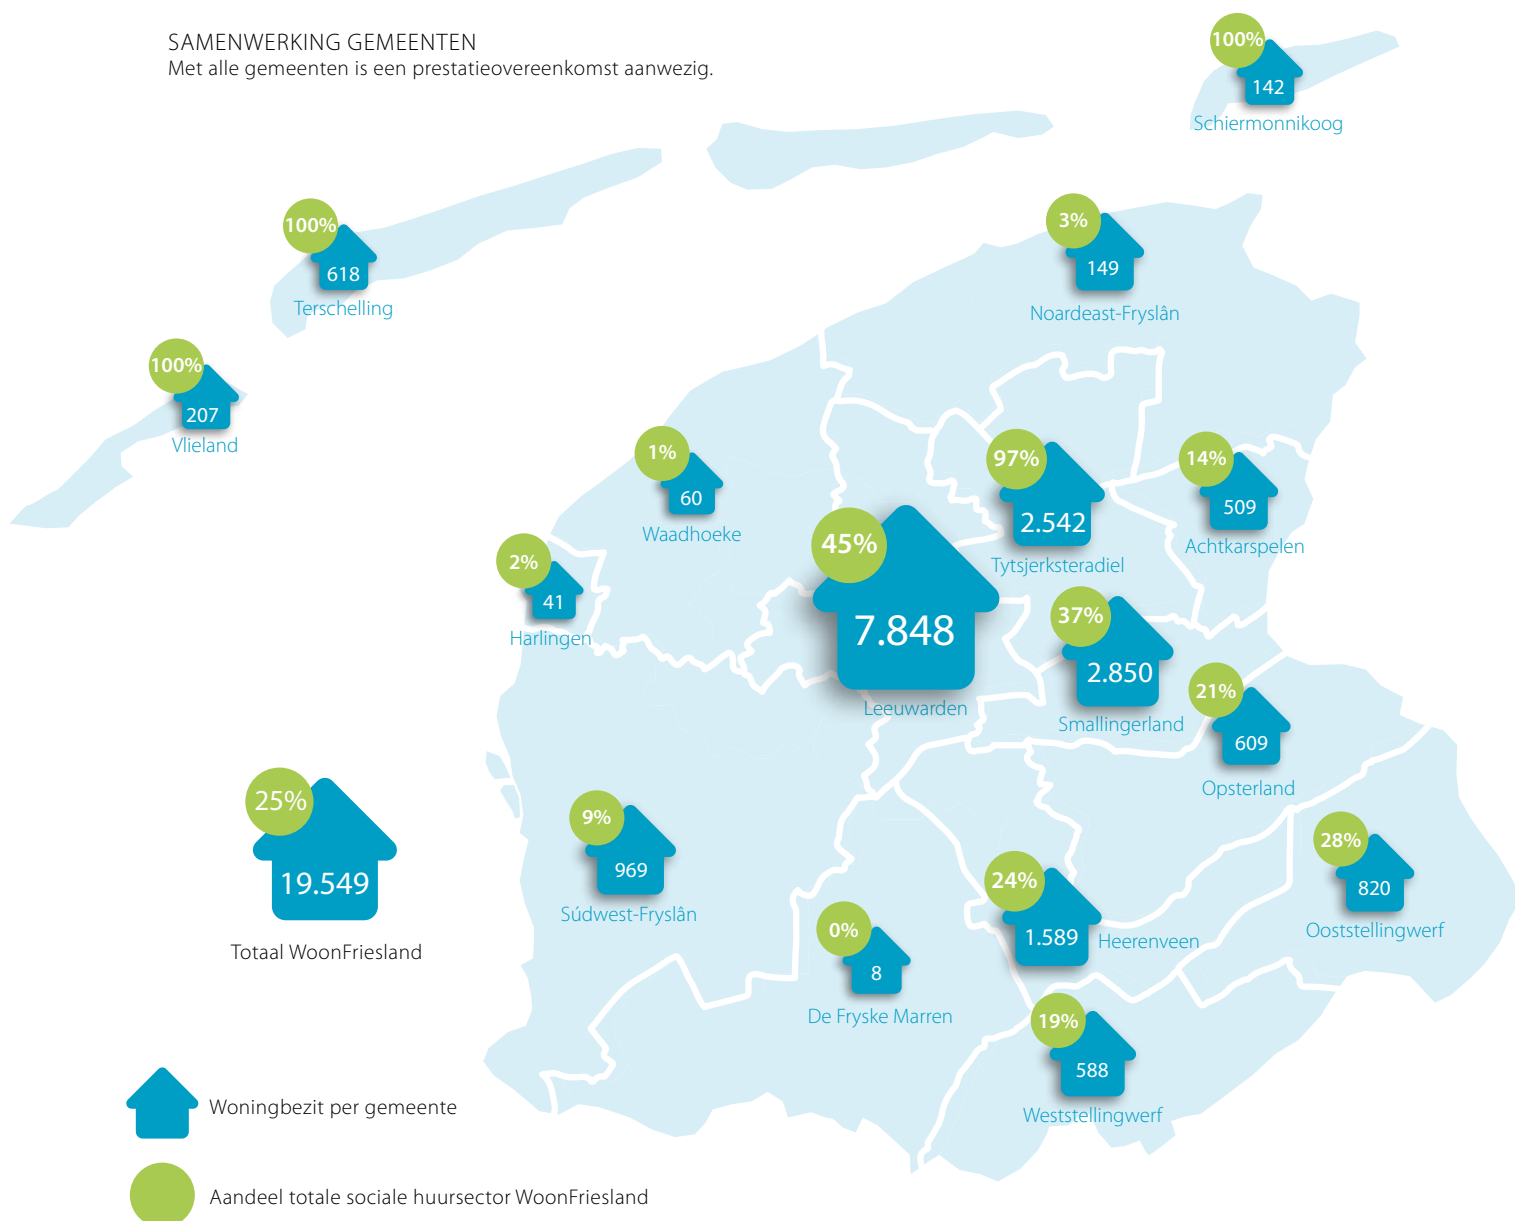 SAMENWERKING GEMEENTEN
Met alle gemeenten is een prestatieovereenkomst aanwezig.
100%
142
Schiermonnikoog
100%
618
Terschelling
3%
149
Noardeast-Fryslân
100%
207
Vlieland
1%
60
Waadhoeke
97%
2.542
Tytsjerksteradiel
14%
509
Achtkarspelen
45%
7.848
Leeuwarden
2%
41
Harlingen
37%
2.850
Smallingerland
21%
609
Opsterland
25%
19.549
Totaal WoonFriesland
9%
969
Súdwest-Fryslân
28%
820
Ooststellingwerf
24%
1.589
Heerenveen
0%
8
De Fryske Marren
19%
588
Weststellingwerf
Woningbezit per gemeente
Aandeel totale sociale huursector WoonFriesland